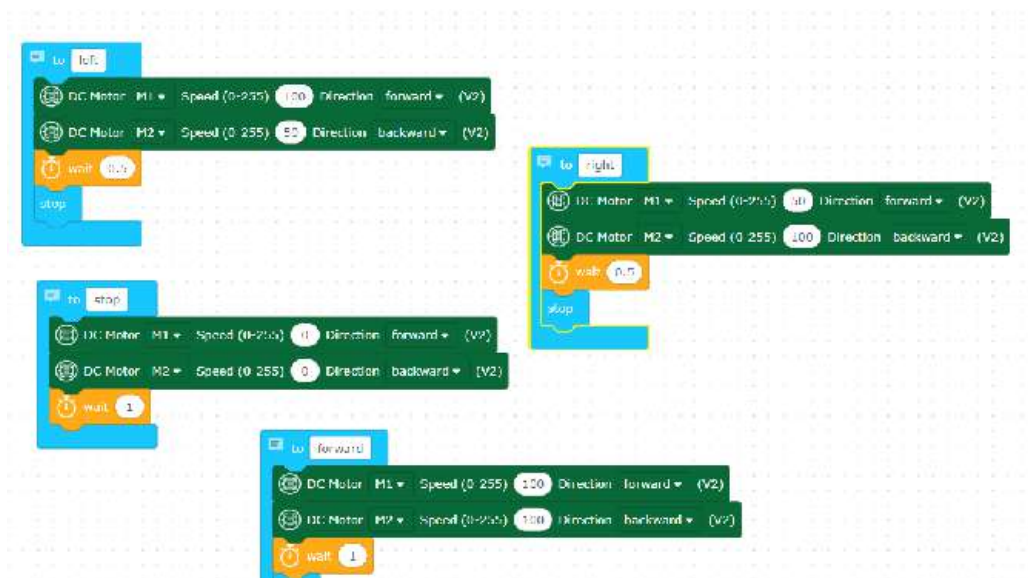 to left
DC Motor M1 Speed (0-255) 100 Direction forward (V2)
DC Motor M2 Speed (0-255) 50 Direction backward (V2)
wait 0.5
stop
to right
DC Motor M1 Speed (0-255) 50 Direction forward (V2)
DC Motor M2 Speed (0-255) 100 Direction backward (V2)
wait 0.5
stop
to stop
DC Motor M1 Speed (0-255) 0 Direction forward (V2)
DC Motor M2 Speed (0-255) 0 Direction backward (V2)
wait 1
to forward
DC Motor M1 Speed (0-255) 100 Direction forward (V2)
DC Motor M2 Speed (0-255) 100 Direction backward (V2)
wait 1